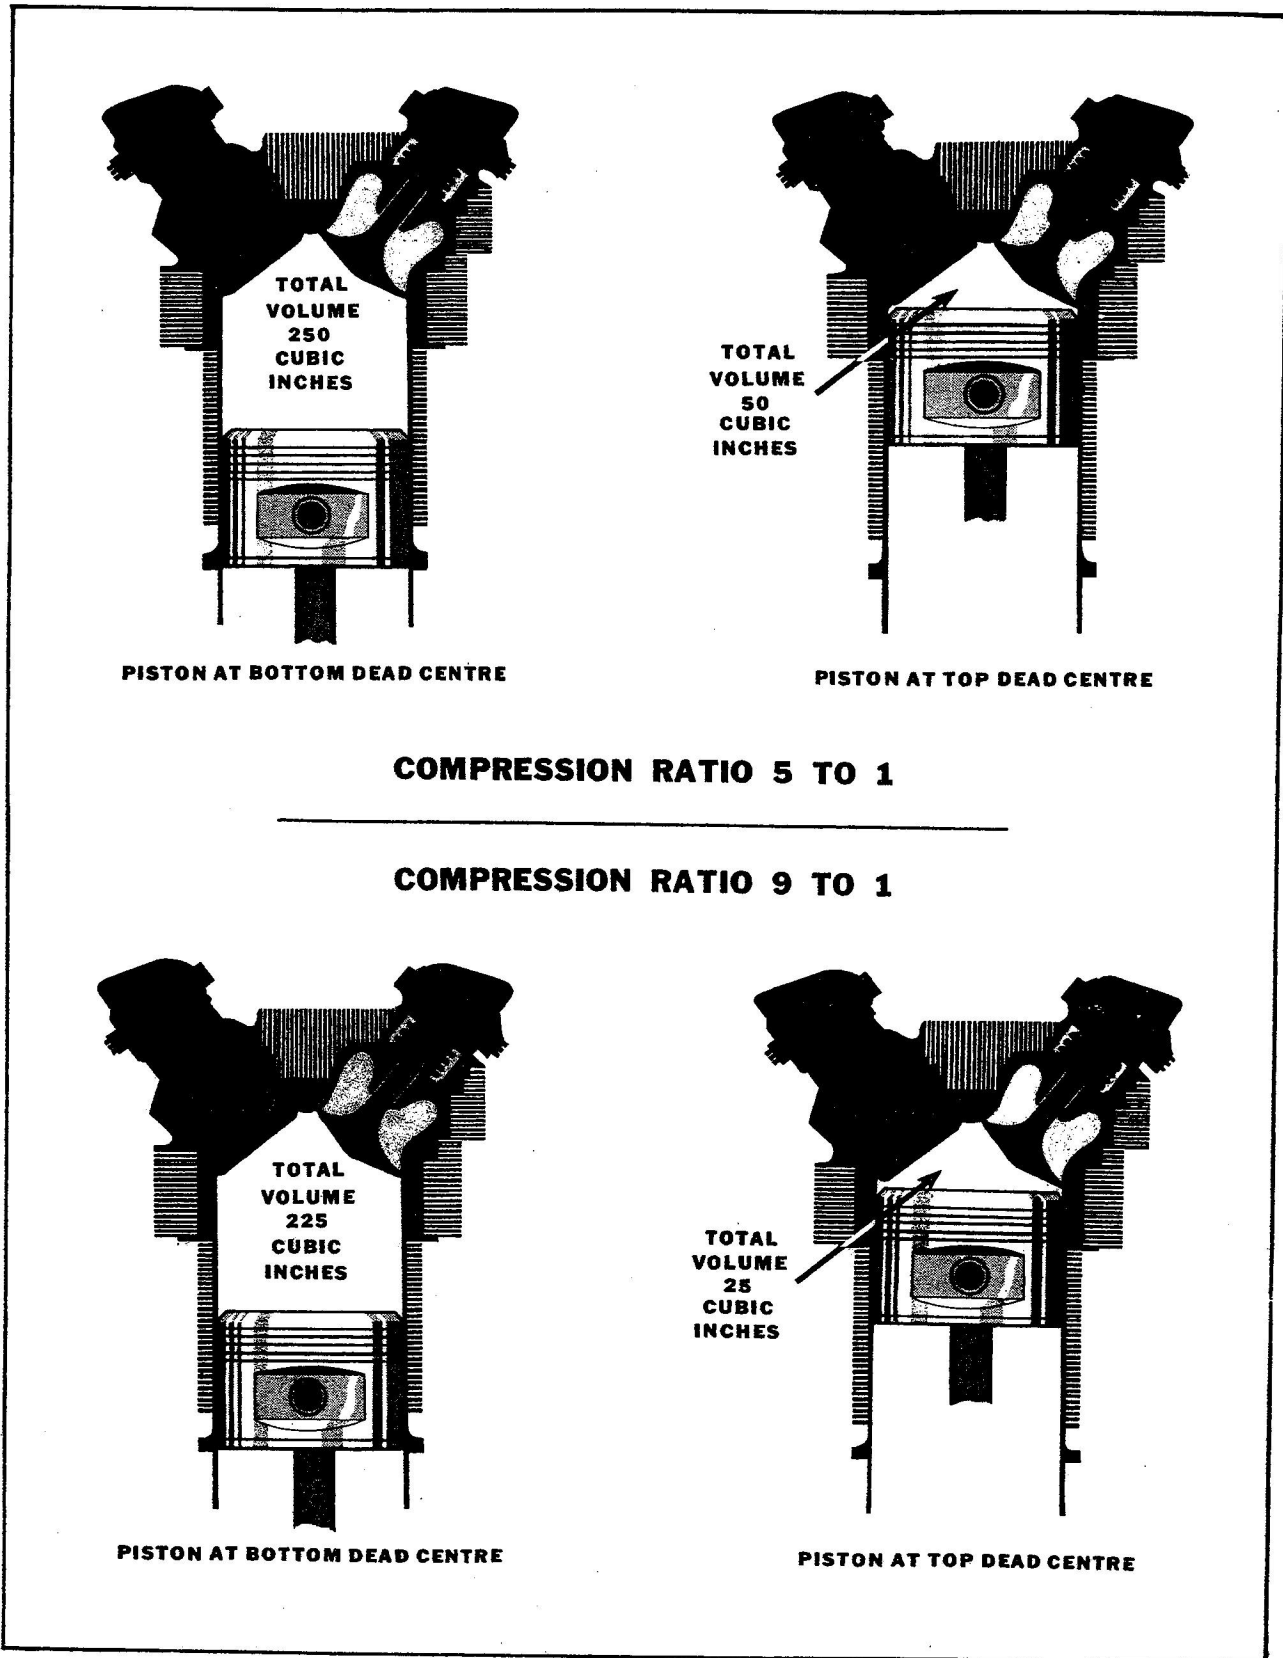 TOTAL
VOLUME
250
CUBIC
INCHES
TOTAL
VOLUME
50
CUBIC
INCHES
PISTON AT BOTTOM DEAD CENTRE
PISTON AT TOP DEAD CENTRE
COMPRESSION RATIO 5 TO 1
COMPRESSION RATIO 9 TO 1
TOTAL
VOLUME
225
CUBIC
INCHES
TOTAL
VOLUME
25
CUBIC
INCHES
PISTON AT BOTTOM DEAD CENTRE
PISTON AT TOP DEAD CENTRE